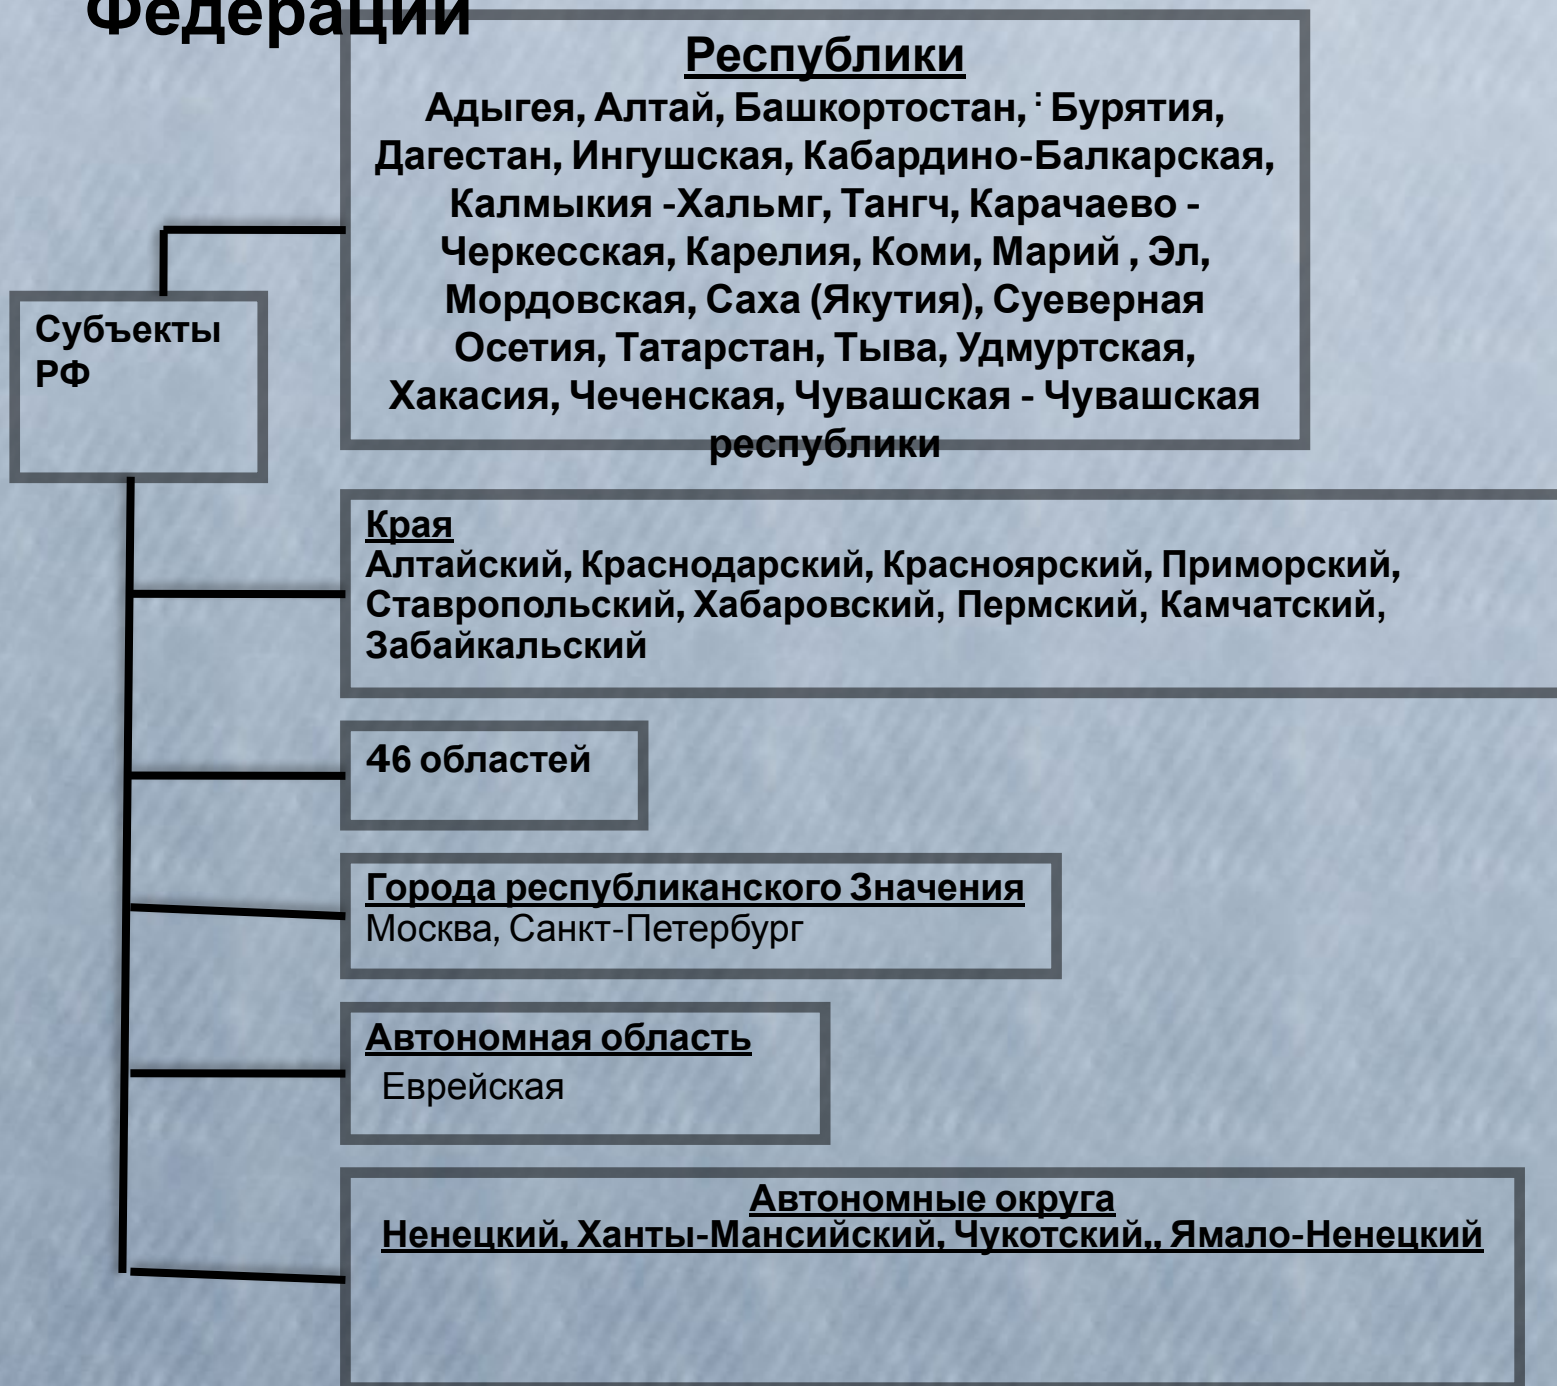 Федерации
Республики
Адыгея, Алтай, Башкортостан, : Бурятия,
Дагестан, Ингушская, Кабардино-Балкарская,
Калмыкия -Хальмг, Тангч, Карачаево -
Черкесская, Карелия, Коми, Марий , Эл,
Мордовская, Саха (Якутия), Суеверная
Осетия, Татарстан, Тыва, Удмуртская,
Хакасия, Чеченская, Чувашская - Чувашская
республики
Субъекты
РФ
Края
Алтайский, Краснодарский, Красноярский, Приморский,
Ставропольский, Хабаровский, Пермский, Камчатский,
Забайкальский
46 областей
Города республиканского Значения
Москва, Санкт-Петербург
Автономная область
Еврейская
Автономные округа
Ненецкий, Ханты-Мансийский, Чукотский,, Ямало-Ненецкий